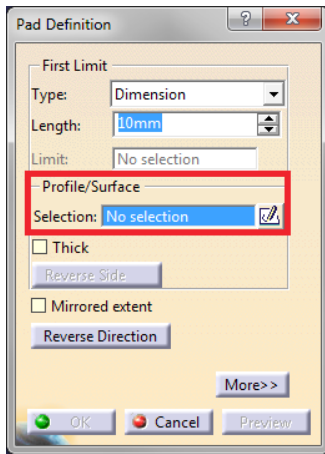 Pad Definition
?
X
First Limit
Type: Dimension
Length: 10mm
Limit: No selection
Profile/Surface
Selection: No selection
Thick
Reverse Side
Mirrored extent
Reverse Direction
More>>
OK Cancel Preview